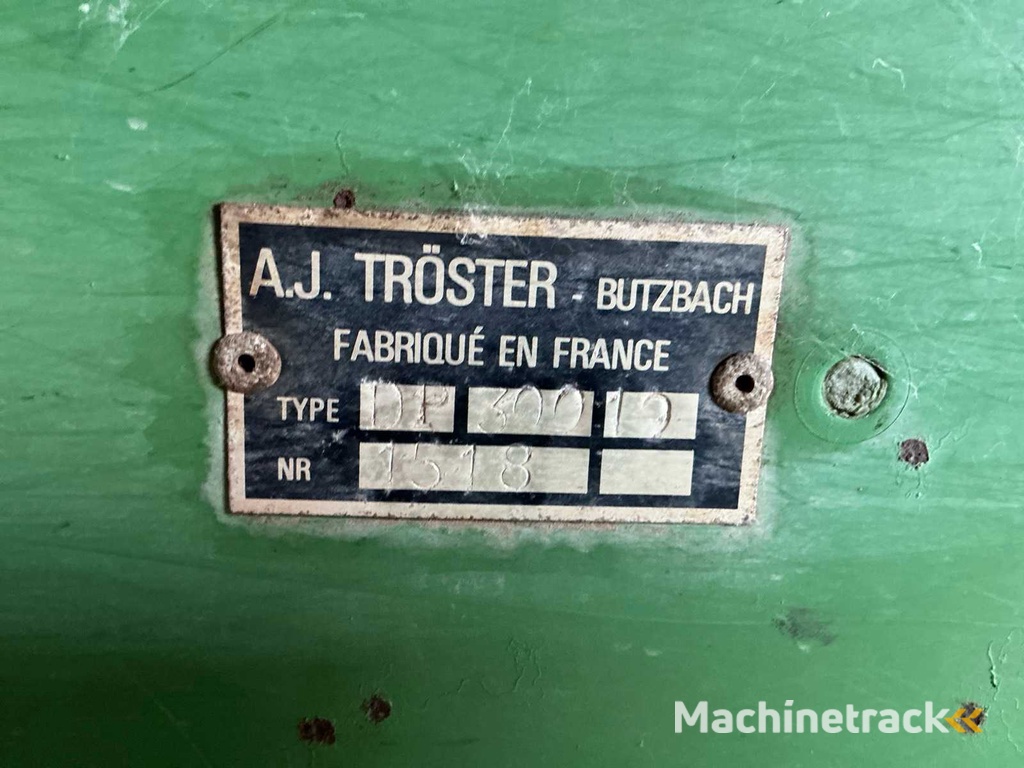 A.J. TRÖSTER - BUTZBACH
FABRIQUÉ EN FRANCE
TYPE DP 300 19
NR 1518
Machinetrack